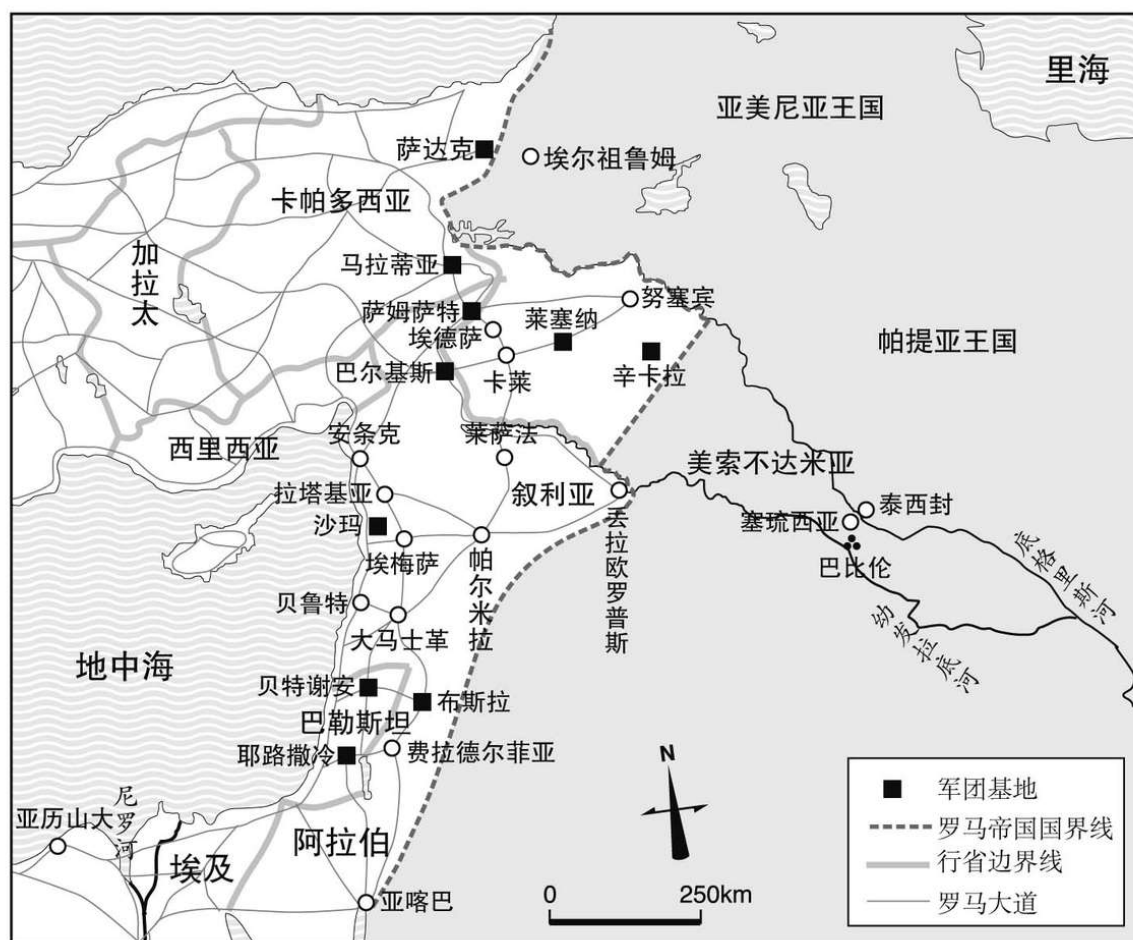 里海
亚美尼亚王国
萨达克
埃尔祖鲁姆
卡帕多西亚
加拉太
马拉蒂亚
萨姆萨特
莱塞纳
努塞宾
埃德萨
帕提亚王国
巴尔基斯
卡莱
辛卡拉
西里西亚
安条克
莱萨法
美索不达米亚
拉塔基亚
叙利亚
泰西封
沙玛
塞琉西亚
埃梅萨
帕尔米拉
丢拉欧罗普斯
巴比伦
底格里斯河
贝鲁特
大马士革
幼发拉底河
地中海
贝特谢安
布斯拉
巴勒斯坦
耶路撒冷
费拉德尔菲亚
N
尼罗河
亚历山大
埃及
阿拉伯
亚喀巴
0
250km
军团基地
罗马帝国国界线
行省边界线
罗马大道